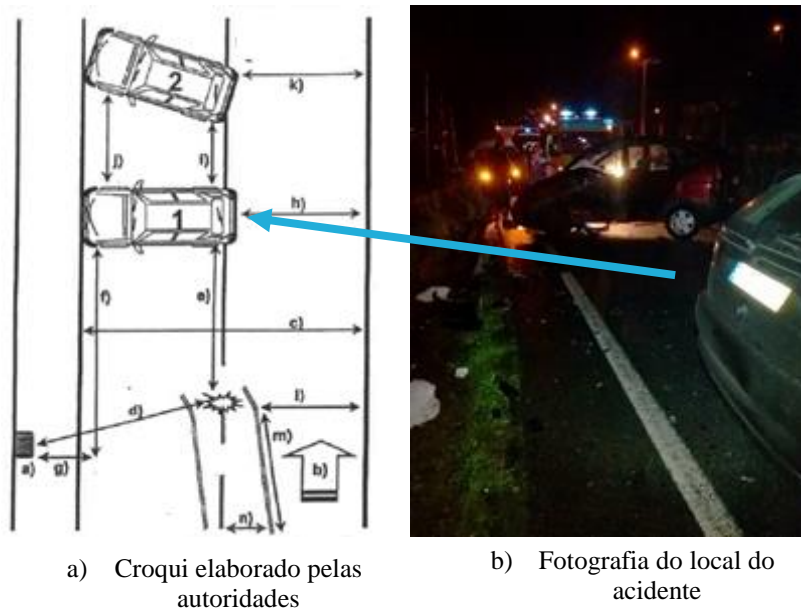 2
k)
j)
i)
1
h)
f)
e)
c)
d)
l)
m)
a)
g)
b)
n)
a) Croqui elaborado pelas
autoridades
b) Fotografia do local do
acidente